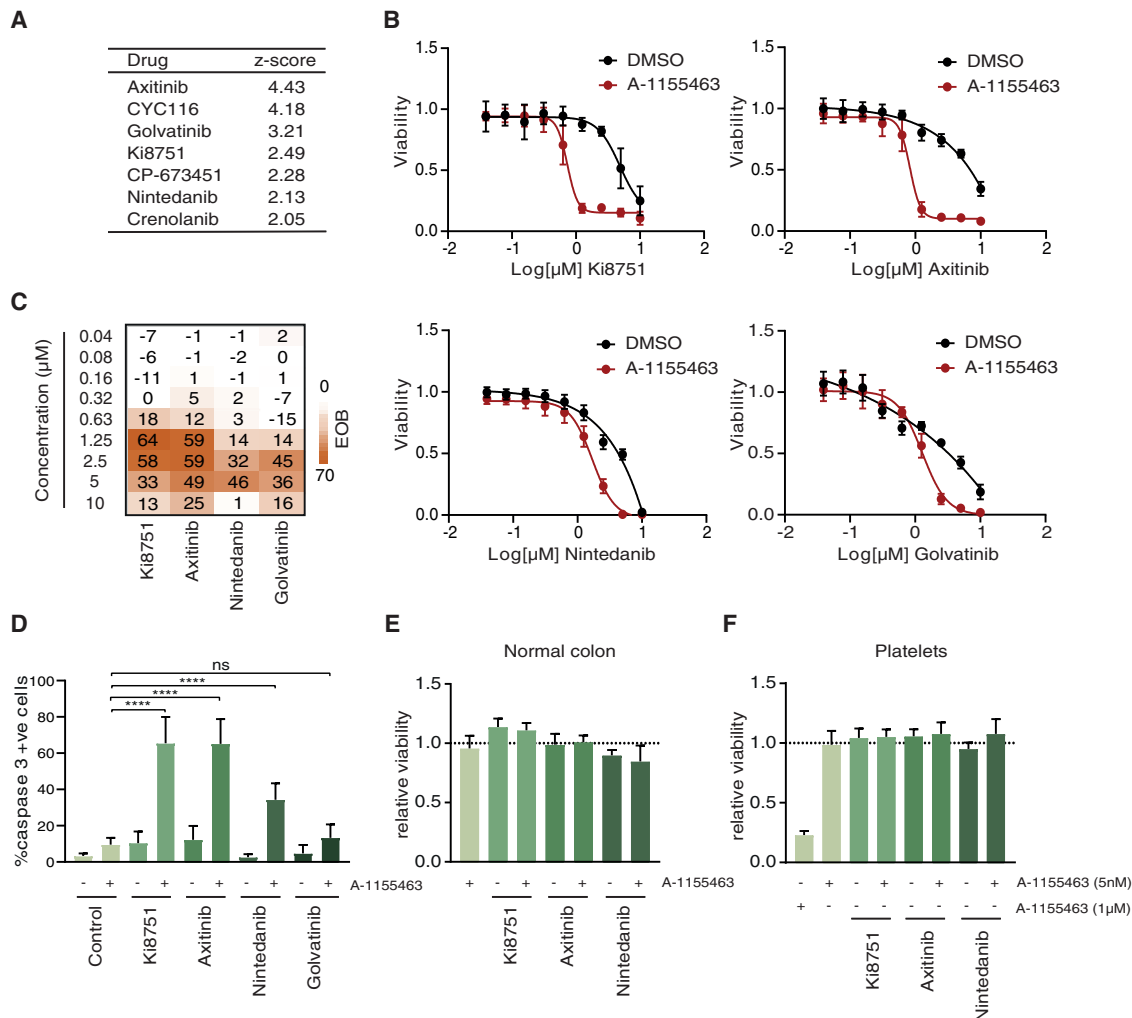 A
Drug z-score
Axitinib 4.43
CYC116 4.18
Golvatinib 3.21
Ki8751 2.49
CP-673451 2.28
Nintedanib 2.13
Crenolanib 2.05
B
DMSO
A-1155463
Viability
1.5
1.0
0.5
0.0
-2 -1 0 1 2
Log[µM] Ki8751
DMSO
A-1155463
Viability
1.5
1.0
0.5
0.0
-2 -1 0 1 2
Log[µM] Axitinib
DMSO
A-1155463
Viability
1.5
1.0
0.5
0.0
-2 -1 0 1 2
Log[µM] Nintedanib
DMSO
A-1155463
Viability
1.5
1.0
0.5
0.0
-2 -1 0 1 2
Log[µM] Golvatinib
C
Concentration (µM)
0.04 -7 -1 -1 2
0.08 -6 -1 -2 0
0.16 -11 1 -1 1
0.32 0 5 2 -7
0.63 18 12 3 -15
1.25 64 59 14 14
2.5 58 59 32 45
5 33 49 46 36
10 13 25 1 16
Ki8751 Axitinib Nintedanib Golvatinib
0
EOB
70
D
%caspase 3 +ve cells
100
80
60
40
20
0
ns
****
****
****
- + - + - + - + - + A-1155463
Control Ki8751 Axitinib Nintedanib Golvatinib
E
Normal colon
relative viability
1.5
1.0
0.5
0.0
+ - + - + - + A-1155463
Ki8751 Axitinib Nintedanib
F
Platelets
relative viability
1.5
1.0
0.5
0.0
- + - + - + - + A-1155463 (5nM)
+ - - - - - - - A-1155463 (1µM)
Ki8751 Axitinib Nintedanib